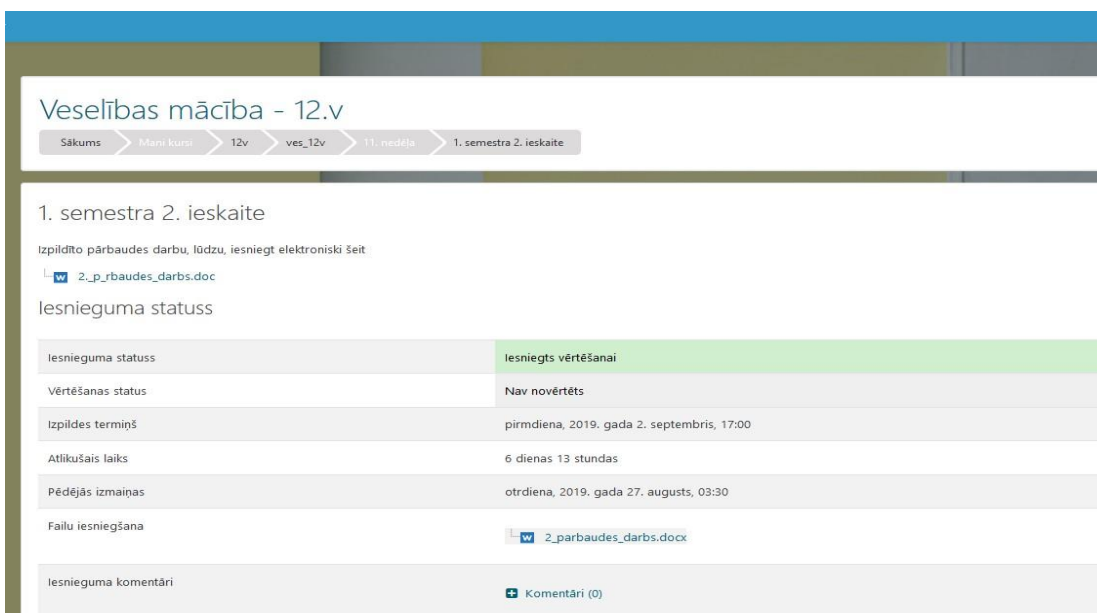 Veselības mācība - 12.v
Sākums Mani kursi 12v ves_12v 11. nedēļa 1. semestra 2. ieskaite
1. semestra 2. ieskaite
Izpildīto pārbaudes darbu, lūdzu, iesniegt elektroniski šeit
2._p_rbaudes_darbs.doc
Iesnieguma statuss
Iesnieguma statuss Iesniegts vērtēšanai
Vērtēšanas status Nav novērtēts
Izpildes termiņš pirmdiena, 2019. gada 2. septembris, 17:00
Atlikušais laiks 6 dienas 13 stundas
Pēdējās izmaiņas otrdiena, 2019. gada 27. augusts, 03:30
Failu iesniegšana 2_parbaudes_darbs.docx
Iesnieguma komentāri Komentāri (0)